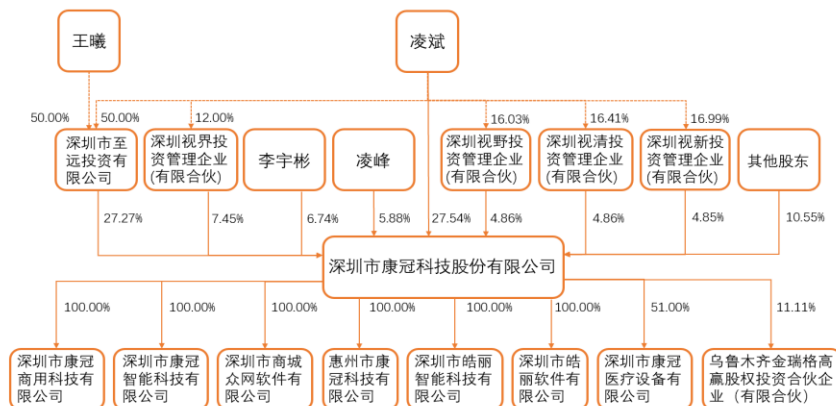 王曦
凌斌
50.00%
50.00%
12.00%
16.03%
16.41%
16.99%
深圳市至
远投资有
限公司
深圳视界投
资管理企业
(有限合伙)
李宇彬
凌峰
深圳视野投
资管理企业
(有限合伙)
深圳视清投
资管理企业
(有限合伙)
深圳视新投
资管理企业
(有限合伙)
其他股东
27.27%
7.45%
6.74%
5.88%
27.54%
4.86%
4.86%
4.85%
10.55%
深圳市康冠科技股份有限公司
100.00%
100.00%
100.00%
100.00%
100.00%
100.00%
51.00%
11.11%
深圳市康冠
商用科技有
限公司
深圳市康冠
智能科技有
限公司
深圳市商城
众网软件有
限公司
惠州市康
冠科技有
限公司
深圳市皓丽
智能科技有
限公司
深圳市皓
丽软件有
限公司
深圳市康冠
医疗设备有
限公司
乌鲁木齐金瑞格高
赢股权投资合伙企
业（有限合伙）